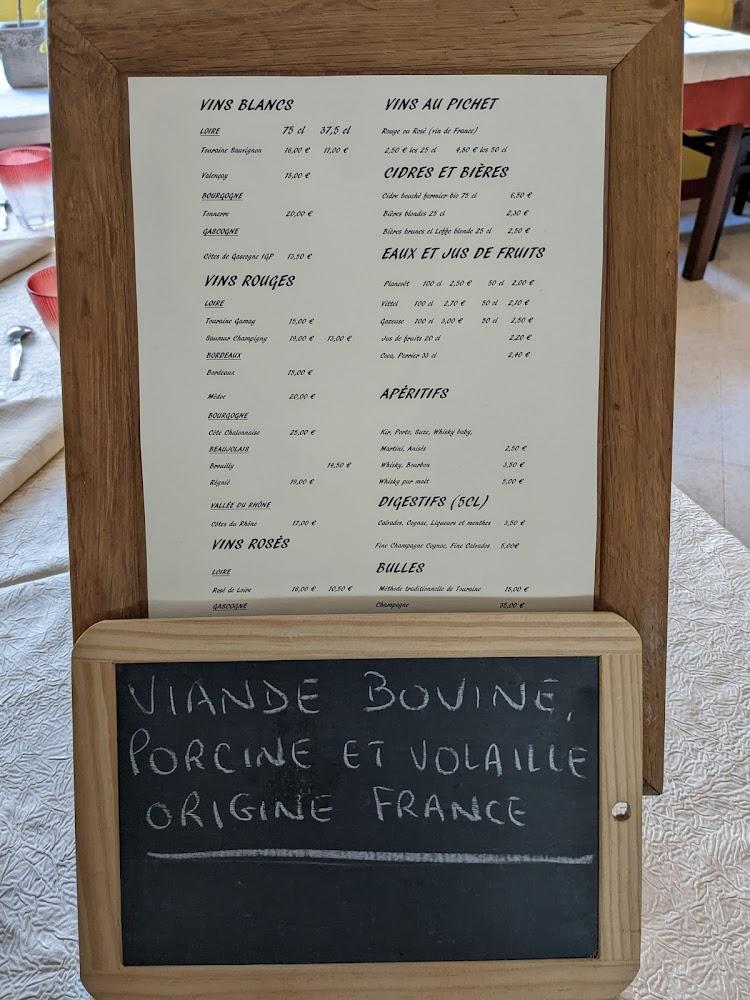 VINS BLANCS
LOIRE 75 cl 37,5 cl
Touraine Sauvignon 16,00 € 11,00 €
Valençay 15,00 €
BOURGOGNE
Tonnerre 20,00 €
GASCOGNE
Côtes de Gascogne IGP 13,50 €
VINS ROUGES
LOIRE
Touraine Gamay 15,00 €
Saumur Champigny 19,00 € 13,00 €
BORDEAUX
Bordeaux 15,00 €
Médoc 20,00 €
BOURGOGNE
Côte Chalonnaise 25,00 €
BEAUJOLAIS
Brouilly 14,50 €
Régnié 19,00 €
VALLÉE DU RHÔNE
Côtes du Rhône 17,00 €
VINS ROSÉS
LOIRE
Rosé de Loire 16,00 € 10,50 €
GASCOGNE
VINS AU PICHET
Rouge ou Rosé (vin de France)
2,50 € les 25 cl 4,80 € les 50 cl
CIDRES ET BIÈRES
Cidre bouché fermier bio 75 cl 6,50 €
Bières blondes 25 cl 2,30 €
Bières brunes et Leffe blonde 25 cl 2,50 €
EAUX ET JUS DE FRUITS
Plancoët 100 cl 2,50 € 50 cl 2,00 €
Vittel 100 cl 2,70 € 50 cl 2,10 €
Gazeuse 100 cl 3,00 € 50 cl 2,50 €
Jus de fruits 20 cl 2,20 €
Coca, Perrier 33 cl 2,40 €
APÉRITIFS
Kir, Porto, Suze, Whisky baby,
Martini, Anisés 2,50 €
Whisky, Bourbon 3,50 €
Whisky pur malt 5,00 €
DIGESTIFS (5CL)
Calvados, Cognac, Liqueurs et menthes 3,50 €
Fine Champagne Cognac, Fine Calvados 5,00€
BULLES
Méthode traditionnelle de Touraine 18,00 €
Champagne 35,00 €
VIANDE BOVINE,
PORCINE ET VOLAILLE
ORIGINE FRANCE